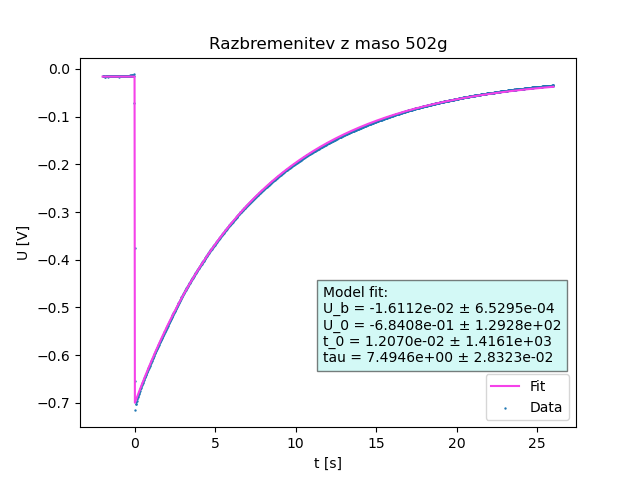 Razbremenitev z maso 502g
0.0
−0.1
−0.2
−0.3
−0.4
−0.5
−0.6
−0.7
U [V]
Model fit:
U_b = -1.6112e-02 ± 6.5295e-04
U_0 = -6.8408e-01 ± 1.2928e+02
t_0 = 1.2070e-02 ± 1.4161e+03
tau = 7.4946e+00 ± 2.8323e-02
Fit
Data
0 5 10 15 20 25
t [s]